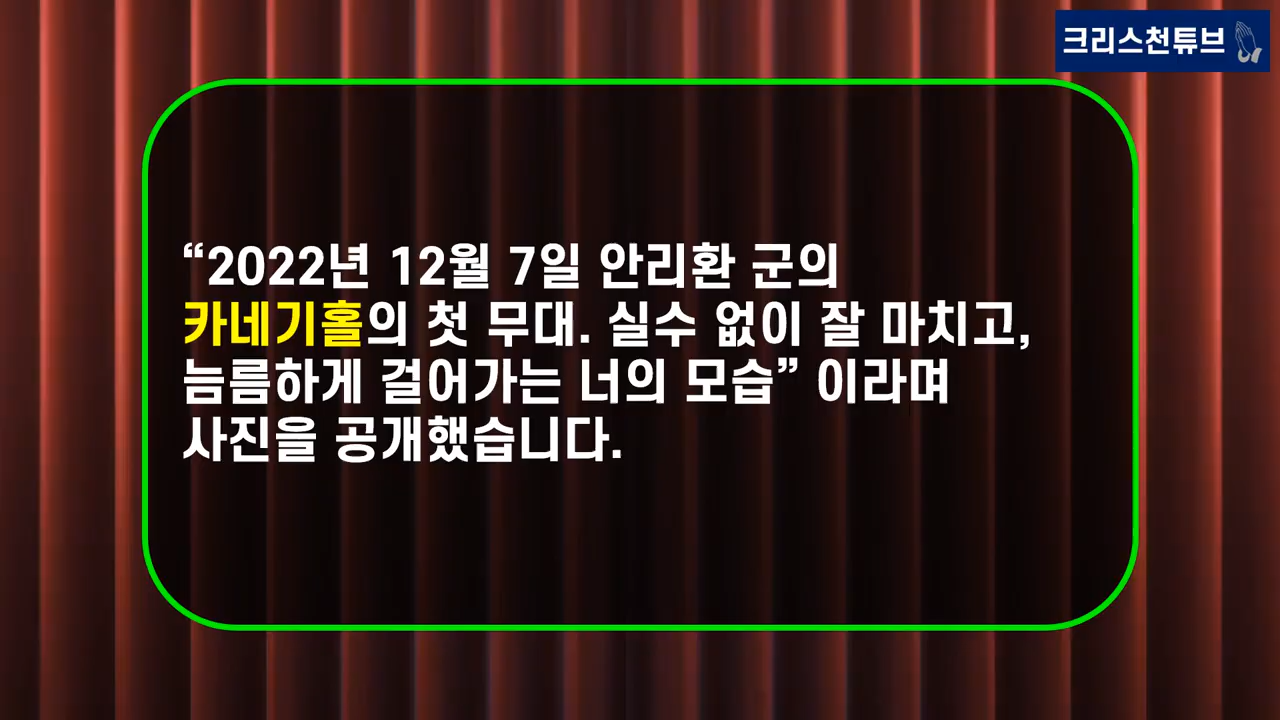 크리스천튜브
“2022년 12월 7일 안리환 군의
카네기홀의 첫 무대. 실수 없이 잘 마치고,
늠름하게 걸어가는 너의 모습” 이라며
사진을 공개했습니다.